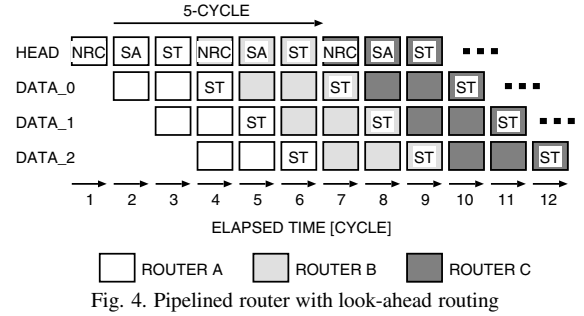 5-CYCLE
HEAD NRC SA ST NRC SA ST NRC SA ST
DATA_0 ST ST ST
DATA_1 ST ST ST
DATA_2 ST ST ST
1 2 3 4 5 6 7 8 9 10 11 12
ELAPSED TIME [CYCLE]
ROUTER A ROUTER B ROUTER C
Fig. 4. Pipelined router with look-ahead routing